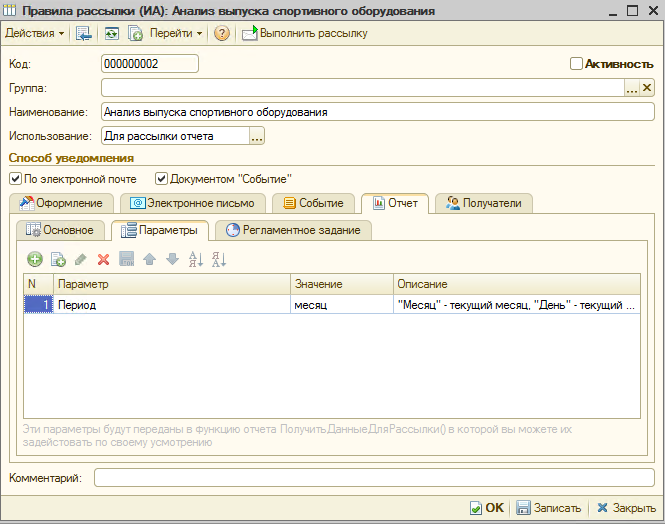 Правила рассылки (ИА): Анализ выпуска спортивного оборудования
Действия Перейти ? Выполнить рассылку
Код: 000000002 Активность
Группа: ...
Наименование: Анализ выпуска спортивного оборудования
Использование: Для рассылки отчета ...
Способ уведомления
По электронной почте Документом "Событие"
Оформление Электронное письмо Событие Отчет Получатели
Основное Параметры Регламентное задание
N Параметр Значение Описание
1 Период месяц "Месяц" - текущий месяц, "День" - текущий ...
Эти параметры будут переданы в функцию отчета ПолучитьДанныеДляРассылки() в которой вы можете их
задейстовать по своему усмотрению
Комментарий:
OK Записать Закрыть